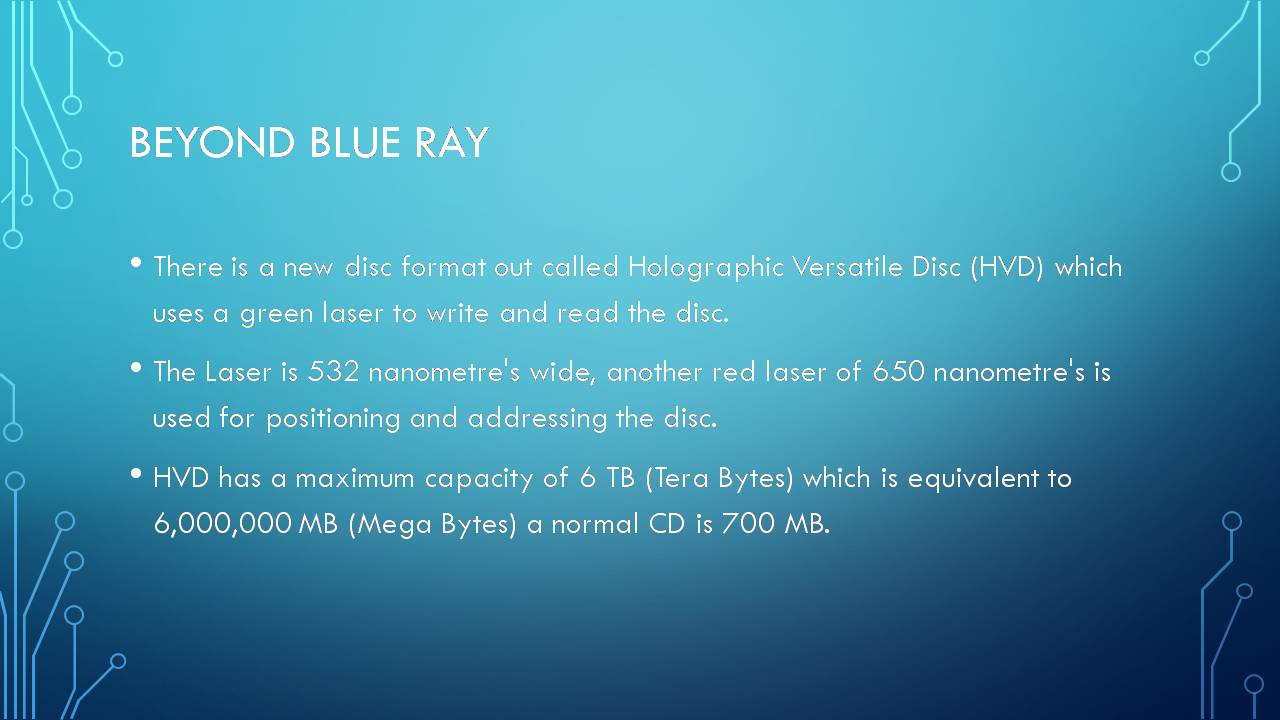 BEYOND BLUE RAY
• There is a new disc format out called Holographic Versatile Disc (HVD) which
uses a green laser to write and read the disc.
• The Laser is 532 nanometre's wide, another red laser of 650 nanometre's is
used for positioning and addressing the disc.
• HVD has a maximum capacity of 6 TB (Tera Bytes) which is equivalent to
6,000,000 MB (Mega Bytes) a normal CD is 700 MB.